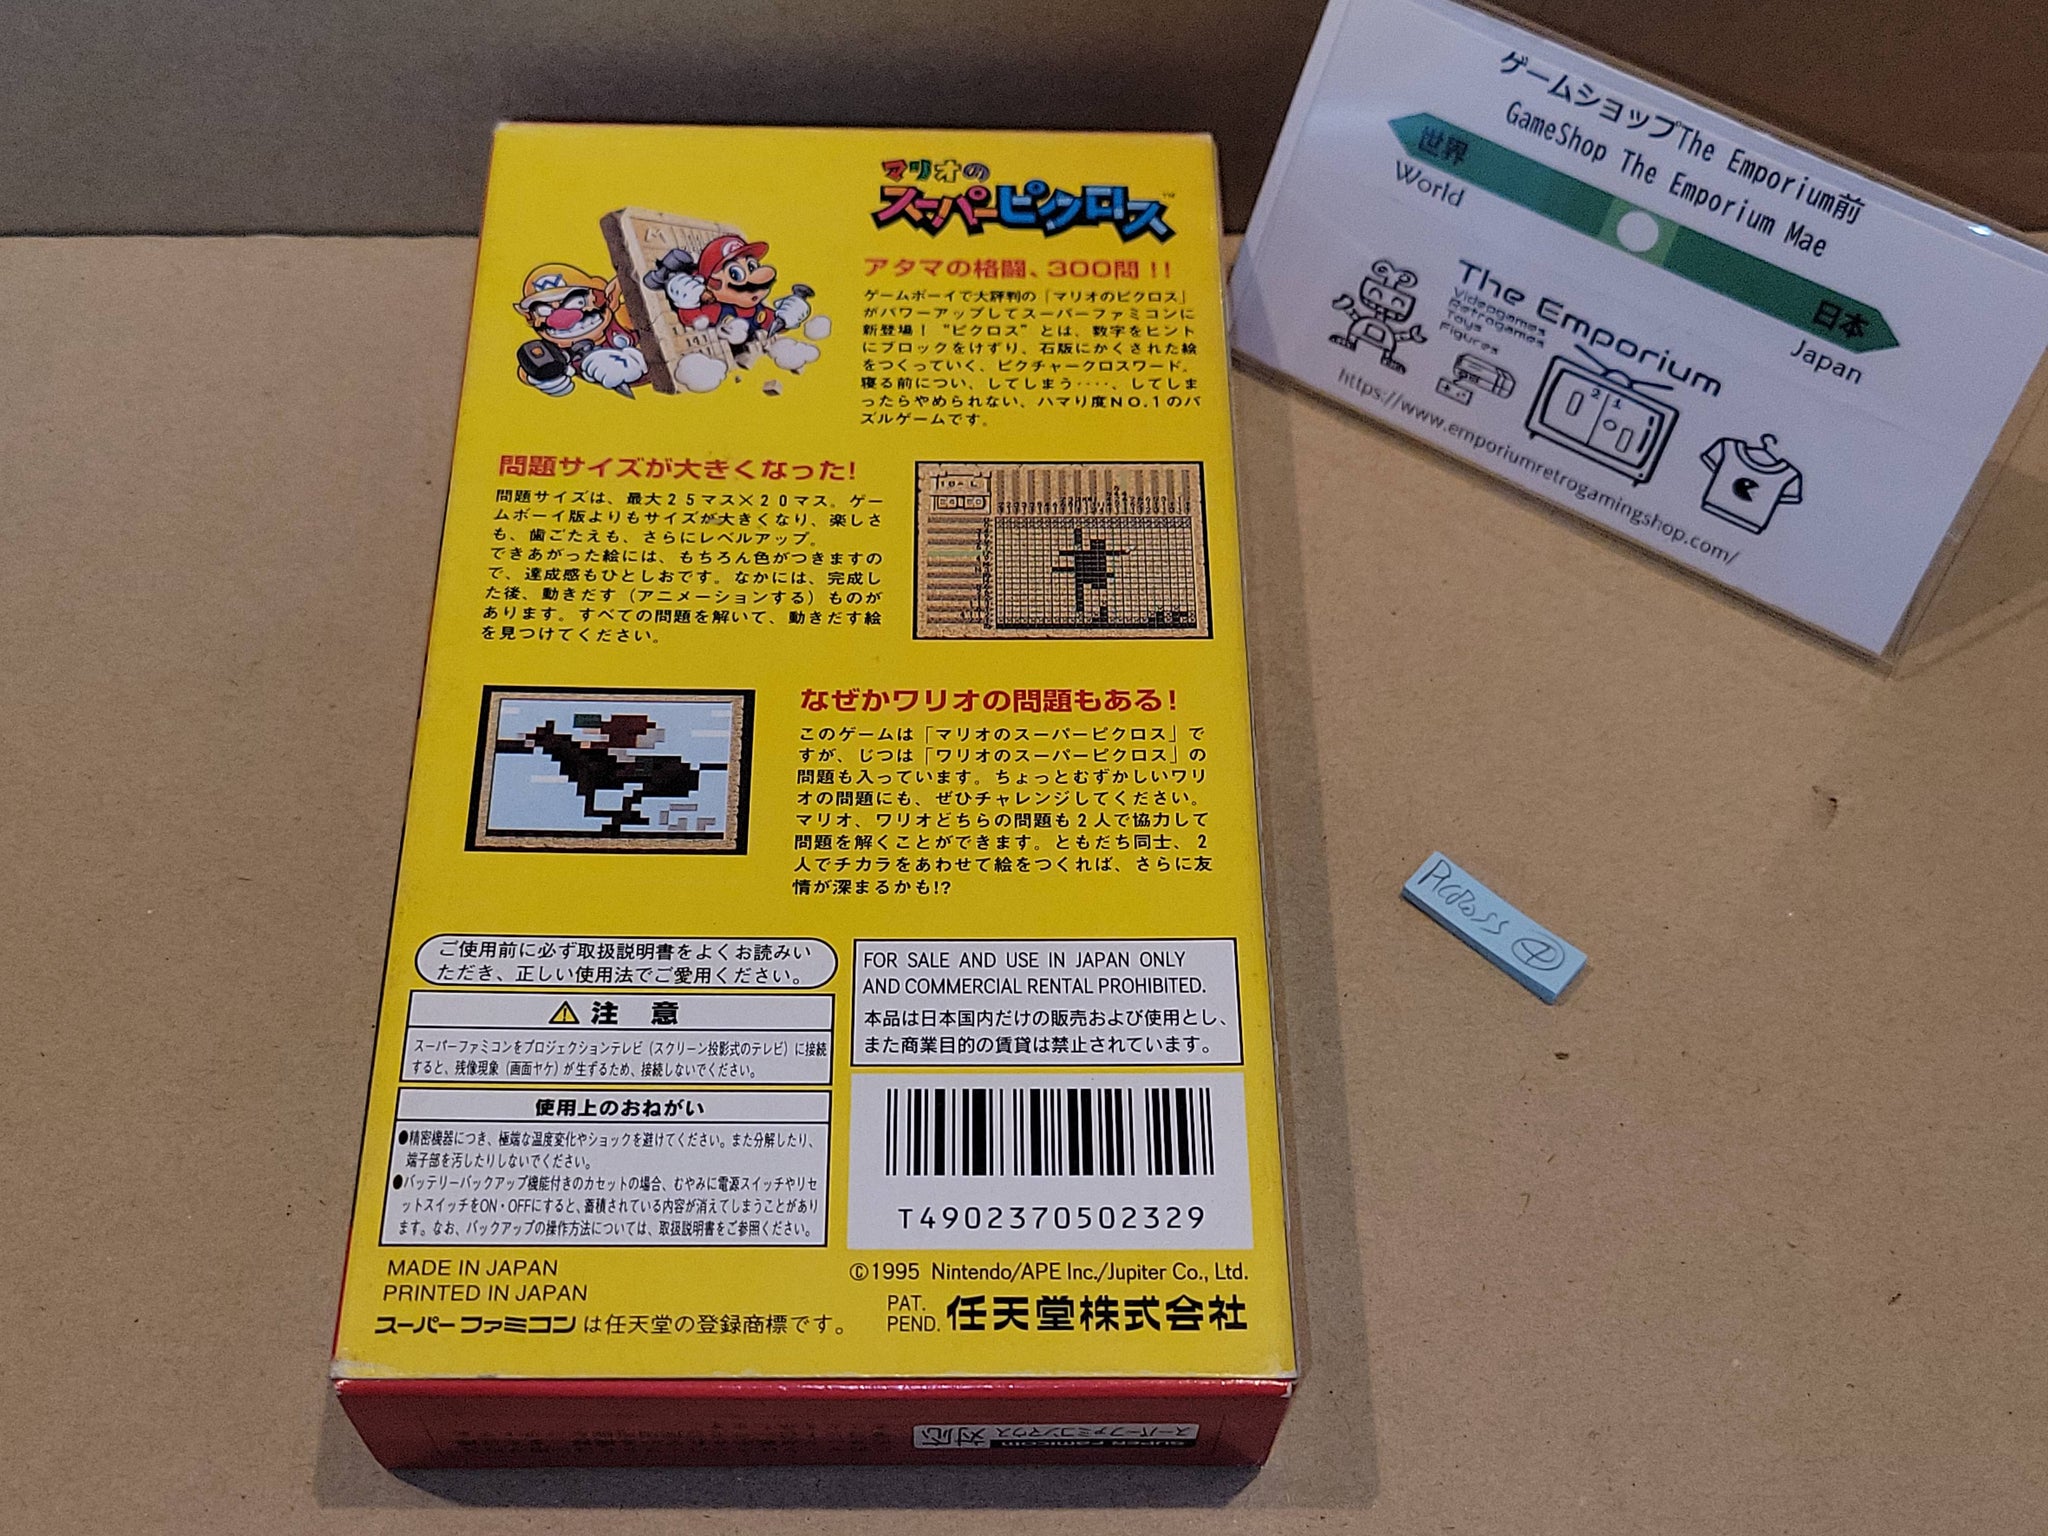 マリオの
スーパーピクロス™
アタマの格闘、300問!!
ゲームボーイで大評判の「マリオのピクロス」
がパワーアップしてスーパーファミコンに
新登場!“ピクロス”とは、数字をヒント
にブロックをけずり、石版にかくされた絵
をつくっていく、ピクチャークロスワード。
寝る前につい、してしまう‥‥、してしま
ったらやめられない、ハマり度NO.1のパ
ズルゲームです。
問題サイズが大きくなった!
問題サイズは、最大25マス×20マス。ゲー
ムボーイ版よりもサイズが大きくなり、楽しさ
も、歯ごたえも、さらにレベルアップ。
できあがった絵には、もちろん色がつきますの
で、達成感もひとしおです。なかには、完成し
た後、動きだす(アニメーションする)ものが
あります。すべての問題を解いて、動きだす絵
を見つけてください。
なぜかワリオの問題もある!
このゲームは「マリオのスーパーピクロス」で
すが、じつは「ワリオのスーパーピクロス」の
問題も入っています。ちょっとむずかしいワリ
オの問題にも、ぜひチャレンジしてください。
マリオ、ワリオどちらの問題も2人で協力して
問題を解くことができます。ともだち同士、2
人でチカラをあわせて絵をつくれば、さらに友
情が深まるかも!?
ご使用前に必ず取扱説明書をよくお読みい
ただき、正しい使用法でご愛用ください。
注 意
スーパーファミコンをプロジェクションテレビ(スクリーン投影式のテレビ)に接続
すると、残像現象(画面ヤケ)が生ずるため、接続しないでください。
使用上のおねがい
●精密機器につき、極端な温度変化やショックを避けてください。また分解したり、
端子部を汚したりしないでください。
●バッテリーバックアップ機能付きのカセットの場合、むやみに電源スイッチやリセ
ットスイッチをON・OFFにすると、蓄積されている内容が消えてしまうことがあり
ます。なお、バックアップの操作方法については、取扱説明書をご参照ください。
FOR SALE AND USE IN JAPAN ONLY
AND COMMERCIAL RENTAL PROHIBITED.
本品は日本国内だけの販売および使用とし、
また商業目的の賃貸は禁止されています。
T4902370502329
MADE IN JAPAN
PRINTED IN JAPAN
スーパーファミコンは任天堂の登録商標です。
©1995 Nintendo/APE Inc./Jupiter Co., Ltd.
PAT.
PEND. 任天堂株式会社
SUPER FAMICOM
スーパーファミコンマウス 対応
ゲームショップThe Emporium前
GameShop The Emporium Mae
世界
World
日本
Japan
The Emporium
Videogames
Retrogames
Toys
Figures
https://www.emporiumretrogamingshop.com/
PICROSS